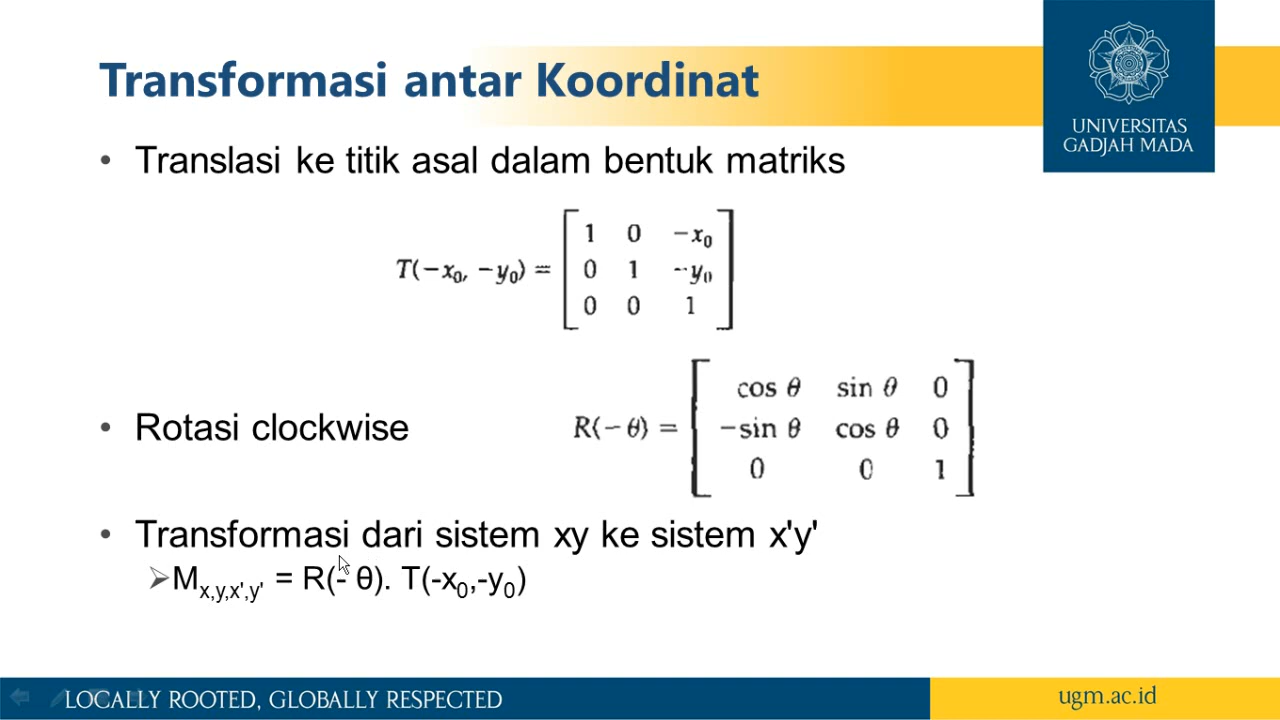 Transformasi antar Koordinat
UNIVERSITAS
GADJAH MADA
• Translasi ke titik asal dalam bentuk matriks
T(−x₀, −y₀) =
1 0 −x₀
0 1 −y₀
0 0 1
• Rotasi clockwise
R(−θ) =
cos θ sin θ 0
−sin θ cos θ 0
0 0 1
• Transformasi dari sistem xy ke sistem x'y'
➢Mx,y,x',y' = R(- θ). T(-x₀,-y₀)
LOCALLY ROOTED, GLOBALLY RESPECTED
ugm.ac.id